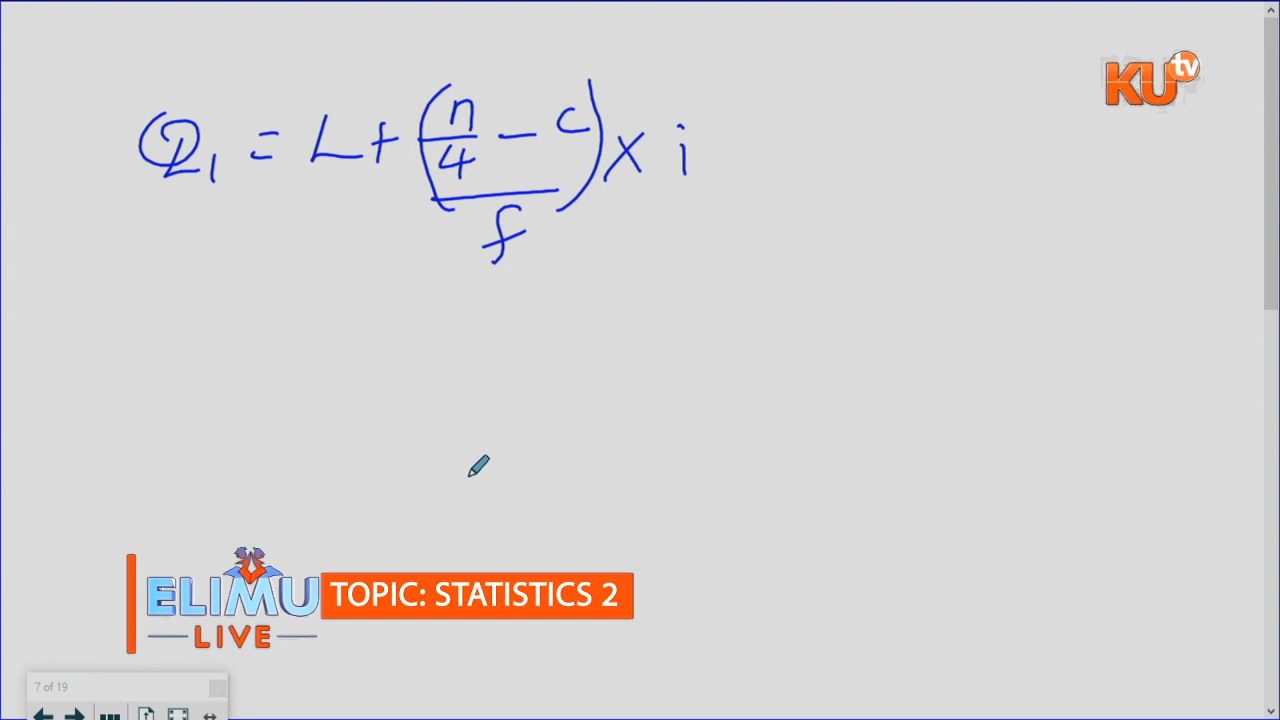 KU tv
Q₁ = L + (n/4 - c / f) × i
ELIMU
LIVE
TOPIC: STATISTICS 2
7 of 19